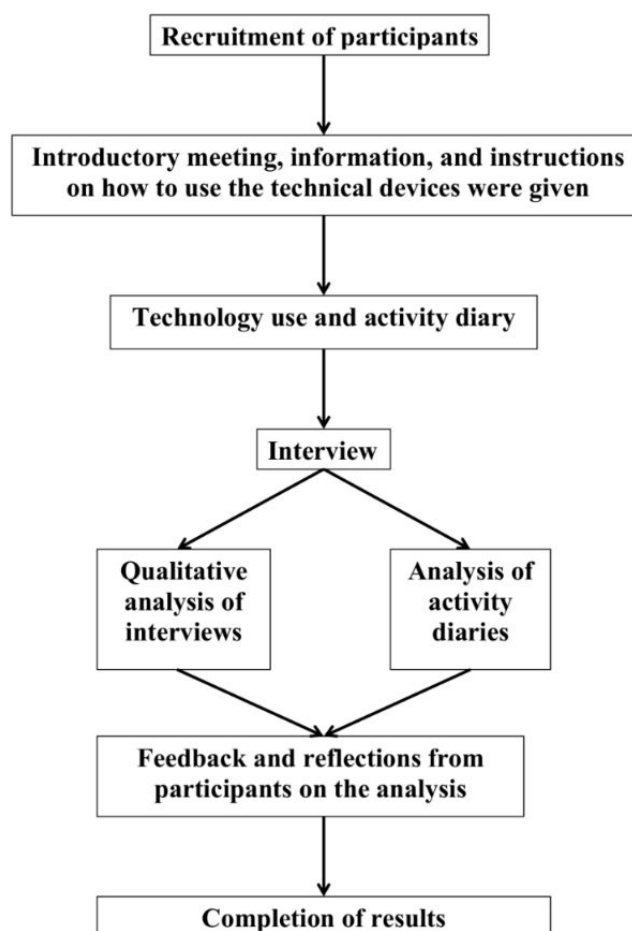 Recruitment of participants
Introductory meeting, information, and instructions
on how to use the technical devices were given
Technology use and activity diary
Interview
Qualitative
analysis of
interviews
Analysis of
activity
diaries
Feedback and reflections from
participants on the analysis
Completion of results